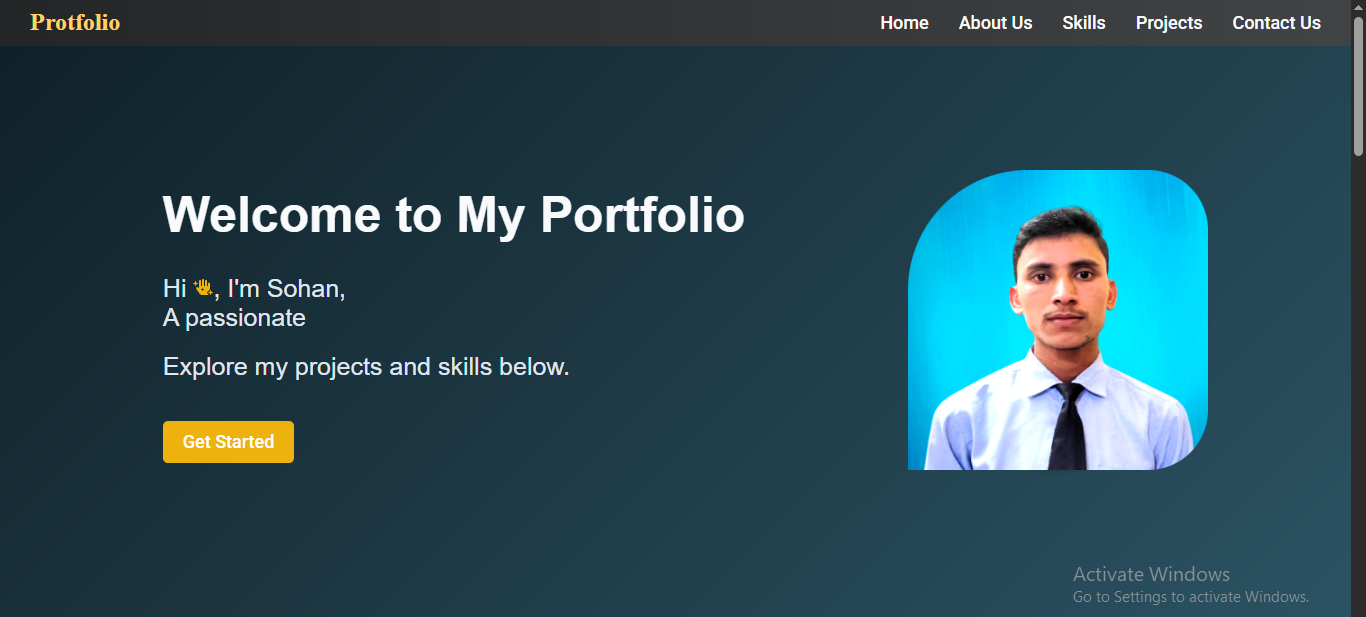 Protfolio
Home About Us Skills Projects Contact Us
Welcome to My Portfolio
Hi 👋, I'm Sohan,
A passionate
Explore my projects and skills below.
Get Started
Activate Windows
Go to Settings to activate Windows.